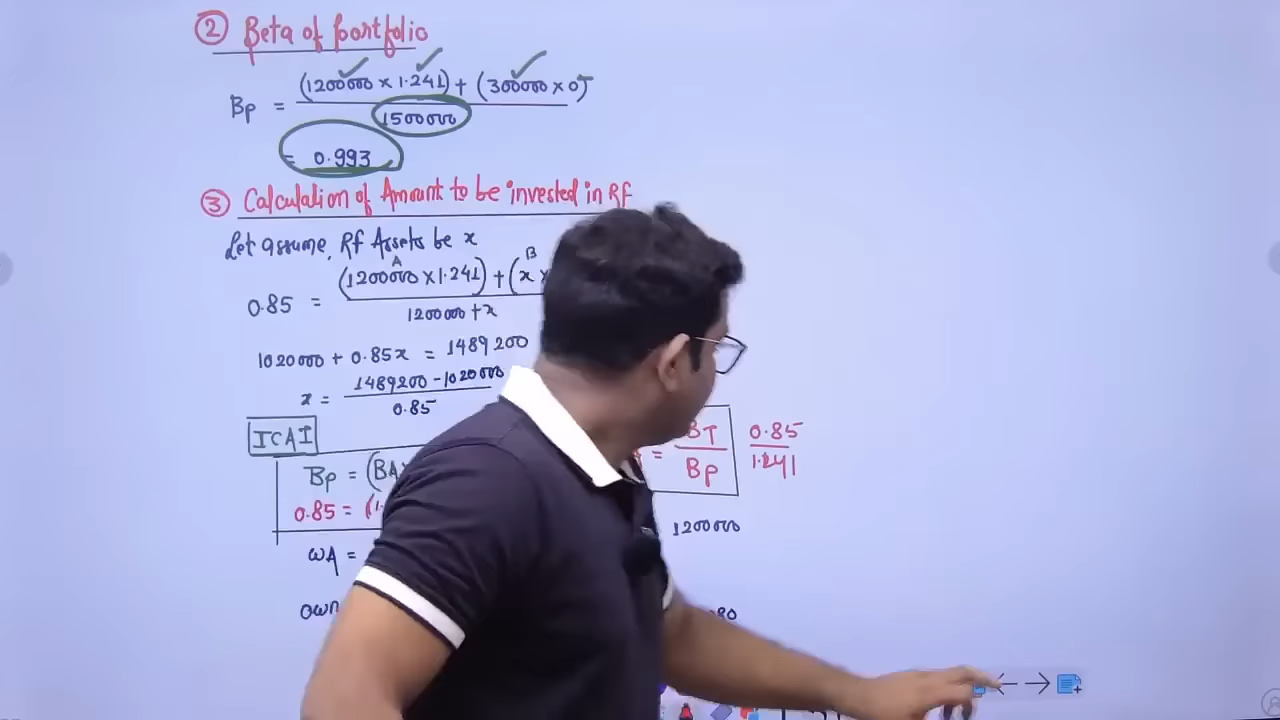 ② Beta of portfolio
Bp = (1200000 × 1.241) + (300000 × 0)
1500000
= 0.993
③ Calculation of Amount to be invested in RF
Let assume, RF Assets be x
A B
0.85 = (1200000 × 1.241) + (x ×
1200000 + x
1020000 + 0.85x = 1489200
x = 1489200 - 1020000
0.85
ICAI
Bp = (BA = BT
Bp 0.85
1.241
0.85 = (1.
1200000
WA =
own
80